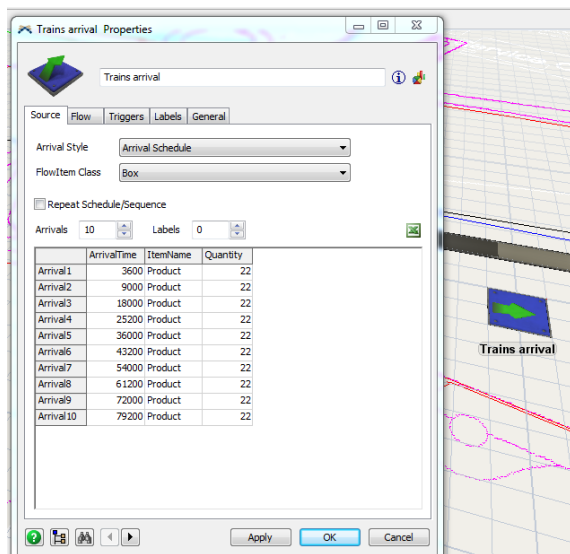 Trains arrival Properties
Trains arrival
Source Flow Triggers Labels General
Arrival Style Arrival Schedule
FlowItem Class Box
Repeat Schedule/Sequence
Arrivals 10 Labels 0
ArrivalTime ItemName Quantity
Arrival1 3600 Product 22
Arrival2 9000 Product 22
Arrival3 18000 Product 22
Arrival4 25200 Product 22
Arrival5 36000 Product 22
Arrival6 43200 Product 22
Arrival7 54000 Product 22
Arrival8 61200 Product 22
Arrival9 72000 Product 22
Arrival10 79200 Product 22
Apply OK Cancel
Trains arrival